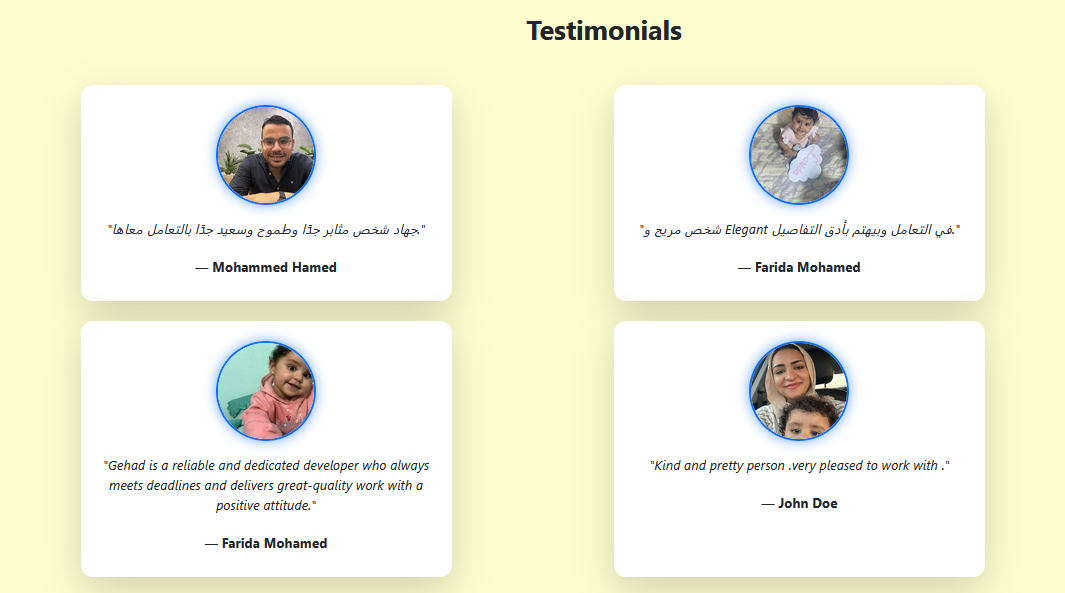 Testimonials
"جهاد شخص مثابر جدًا وطموح وسعيد جدًا بالتعامل معاها."
— Mohammed Hamed
"شخص مريح و Elegant في التعامل وبيهتم بأدق التفاصيل."
— Farida Mohamed
"Gehad is a reliable and dedicated developer who always
meets deadlines and delivers great-quality work with a
positive attitude."
— Farida Mohamed
"Kind and pretty person .very pleased to work with ."
— John Doe